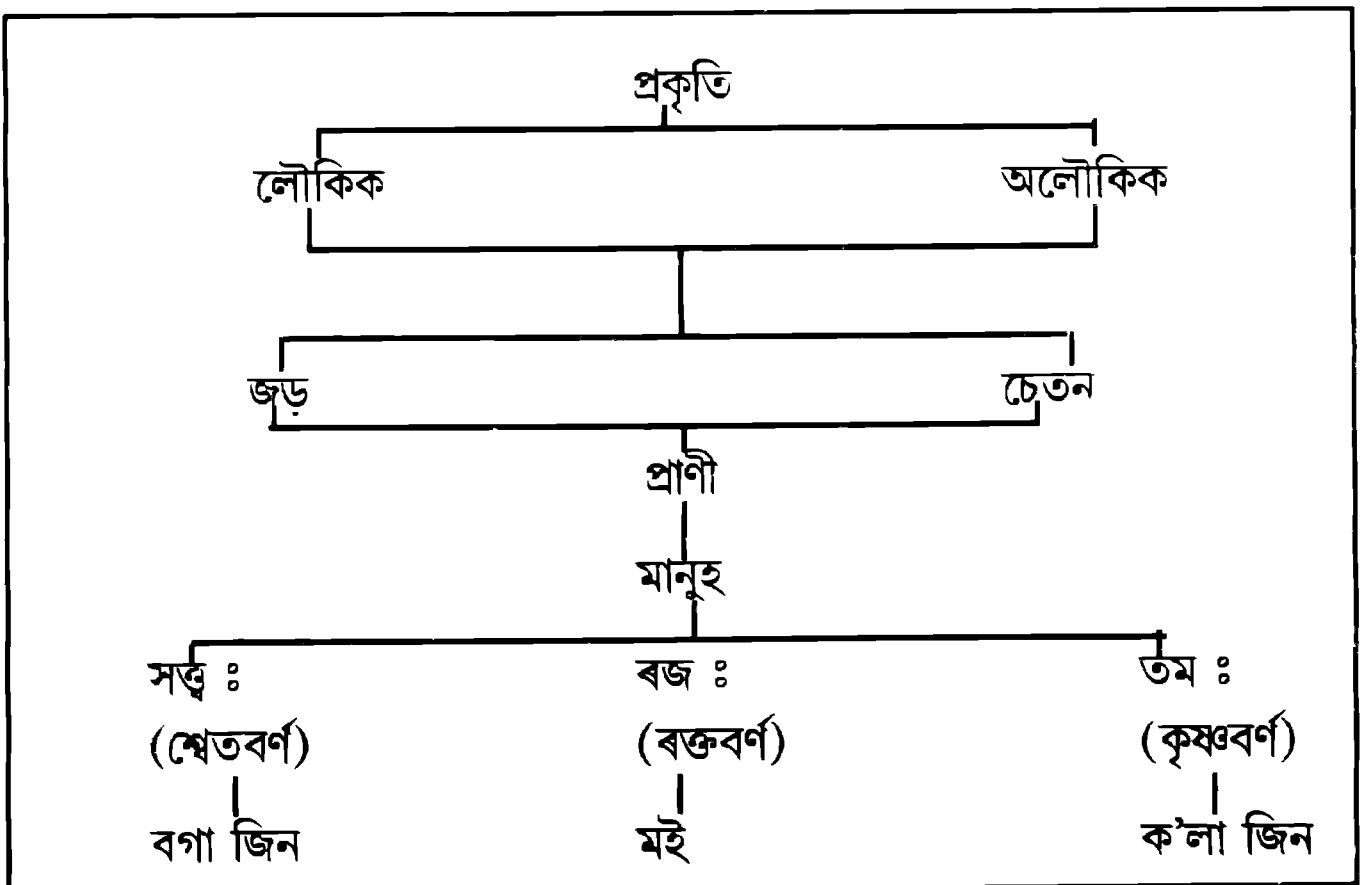 প্ৰকৃতি
লৌকিক অলৌকিক
জড় চেতন
প্ৰাণী
মানুহ
সত্ত্ব : ৰজ : তম :
(শ্বেতবৰ্ণ) (ৰক্তবৰ্ণ) (কৃষ্ণবৰ্ণ)
বগা জিন মই ক'লা জিন